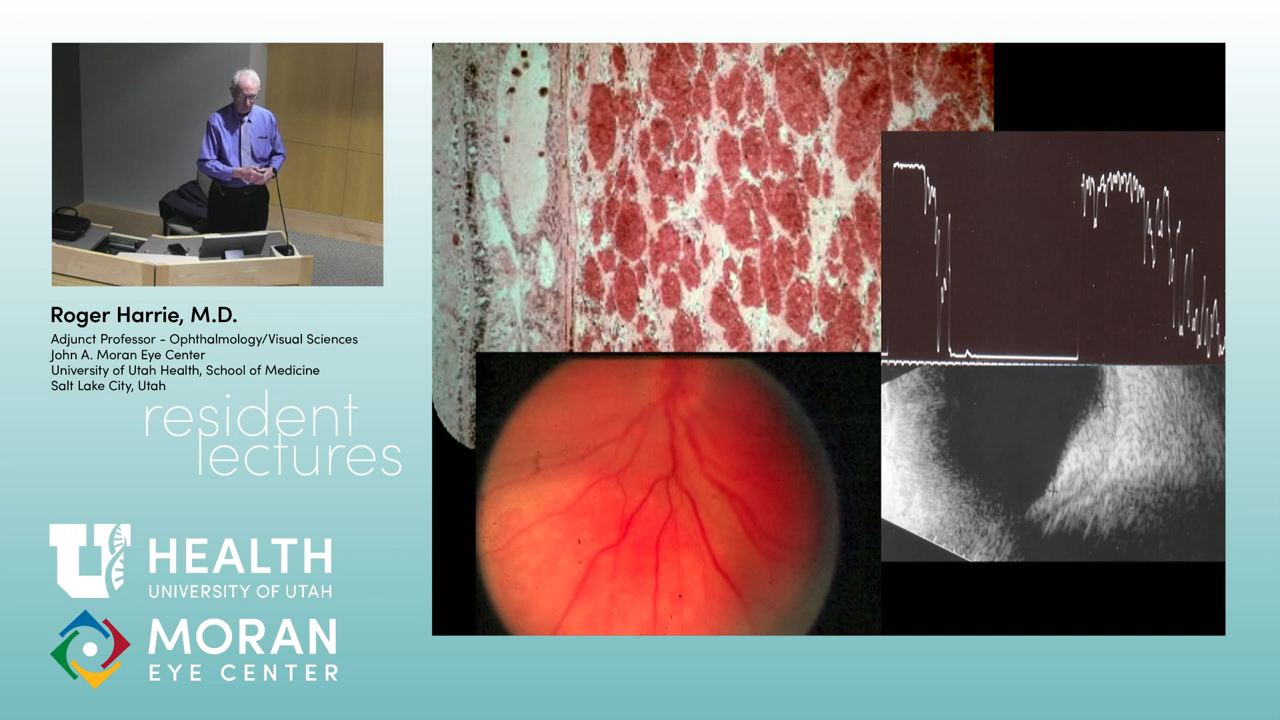 Roger Harrie, M.D.
Adjunct Professor - Ophthalmology/Visual Sciences
John A. Moran Eye Center
University of Utah Health, School of Medicine
Salt Lake City, Utah
resident
lectures
U HEALTH
UNIVERSITY OF UTAH
MORAN
EYE CENTER